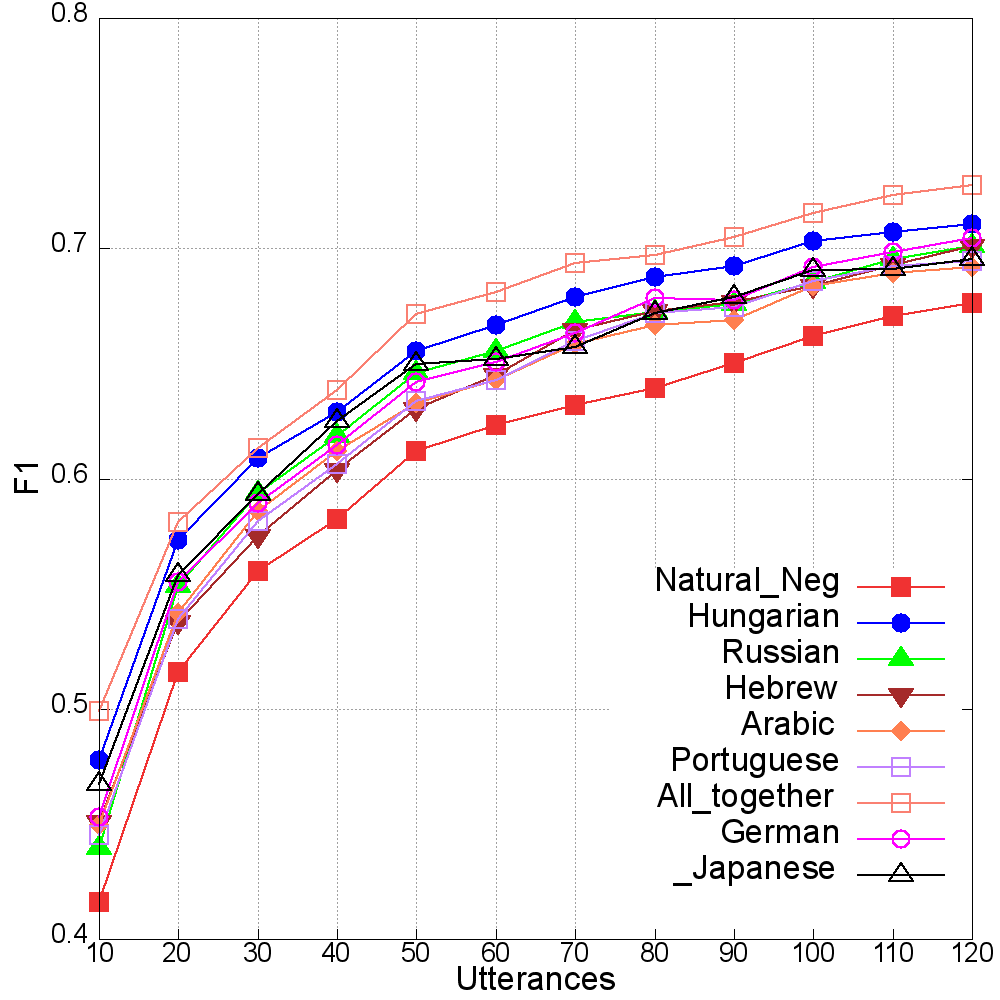 0.8
0.7
0.6
0.5
0.4
F1
Natural_Neg
Hungarian
Russian
Hebrew
Arabic
Portuguese
All_together
German
_Japanese
10 20 30 40 50 60 70 80 90 100 110 120
Utterances